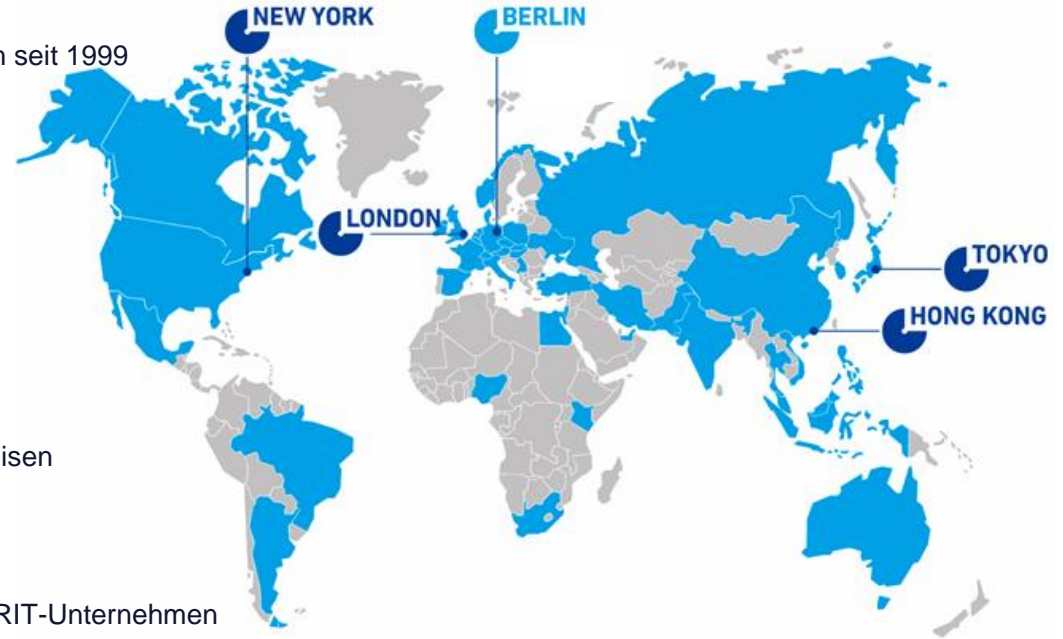 NEW YORK
BERLIN
n seit 1999
LONDON
TOKYO
HONG KONG
isen
RIT-Unternehmen